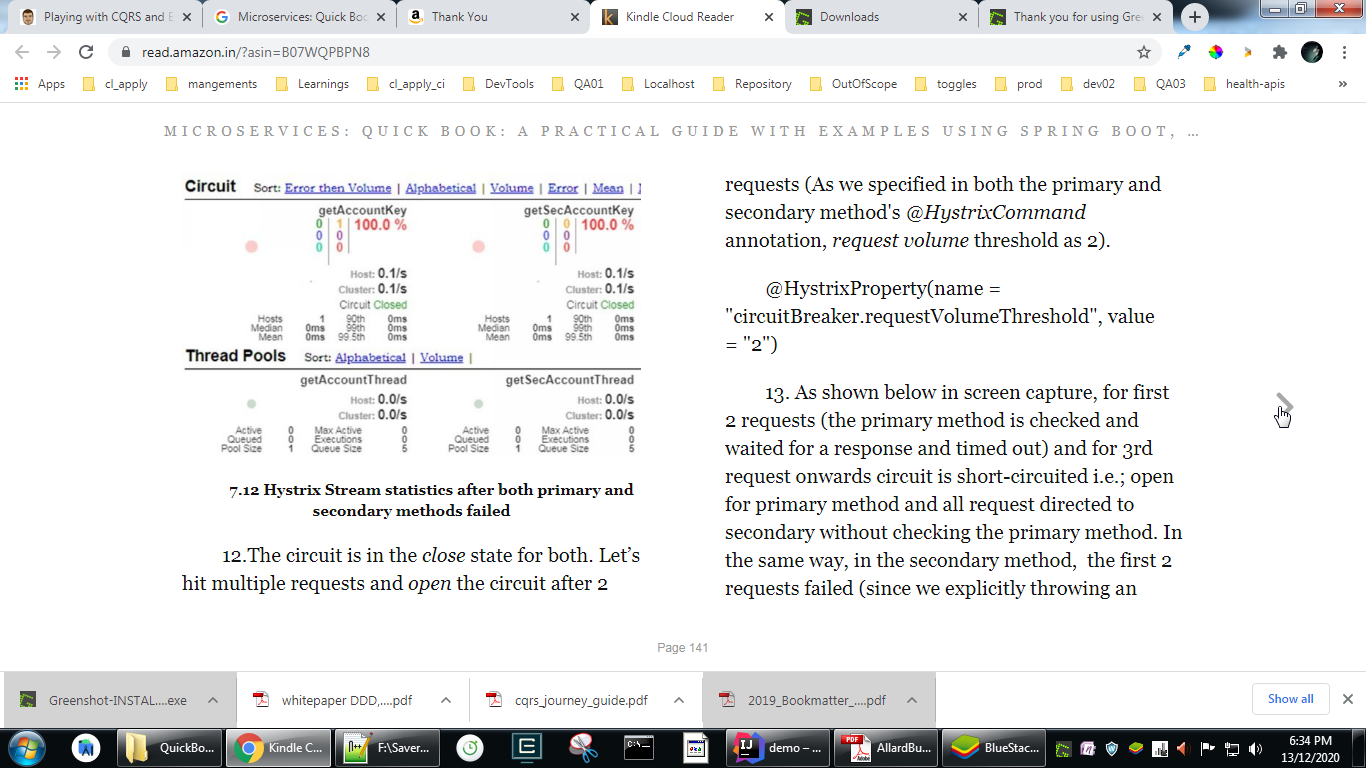 Playing with CQRS and E
Microservices: Quick Boo
Thank You
Kindle Cloud Reader
Downloads
Thank you for using Gre
read.amazon.in/?asin=B07WQPBPN8
Apps cl_apply mangements Learnings cl_apply_ci DevTools QA01 Localhost Repository OutOfScope toggles prod dev02 QA03 health-apis »
MICROSERVICES: QUICK BOOK: A PRACTICAL GUIDE WITH EXAMPLES USING SPRING BOOT, ...
Circuit Sort: Error then Volume | Alphabetical | Volume | Error | Mean |
getAccountKey getSecAccountKey
0 1 100.0 % 0 0 100.0 %
0 0 0 0
0 0 0 0
Host: 0.1/s Host: 0.1/s
Cluster: 0.1/s Cluster: 0.1/s
Circuit Closed Circuit Closed
Hosts 1 90th 0ms Hosts 1 90th 0ms
Median 0ms 99th 0ms Median 0ms 99th 0ms
Mean 0ms 99.5th 0ms Mean 0ms 99.5th 0ms
Thread Pools Sort: Alphabetical | Volume |
getAccountThread getSecAccountThread
Host: 0.0/s Host: 0.0/s
Cluster: 0.0/s Cluster: 0.0/s
Active 0 Max Active 0 Active 0 Max Active 0
Queued 0 Executions 0 Queued 0 Executions 0
Pool Size 1 Queue Size 5 Pool Size 1 Queue Size 5
7.12 Hystrix Stream statistics after both primary and
secondary methods failed
12.The circuit is in the close state for both. Let’s
hit multiple requests and open the circuit after 2
requests (As we specified in both the primary and
secondary method's @HystrixCommand
annotation, request volume threshold as 2).
@HystrixProperty(name =
"circuitBreaker.requestVolumeThreshold", value
= "2")
13. As shown below in screen capture, for first
2 requests (the primary method is checked and
waited for a response and timed out) and for 3rd
request onwards circuit is short-circuited i.e.; open
for primary method and all request directed to
secondary without checking the primary method. In
the same way, in the secondary method, the first 2
requests failed (since we explicitly throwing an
Page 141
Greenshot-INSTAL....exe
whitepaper DDD,....pdf
cqrs_journey_guide.pdf
2019_Bookmatter_....pdf
Show all
QuickBo...
Kindle C...
F:\Saver...
demo – ...
AllardBu...
BlueStac...
6:34 PM
13/12/2020